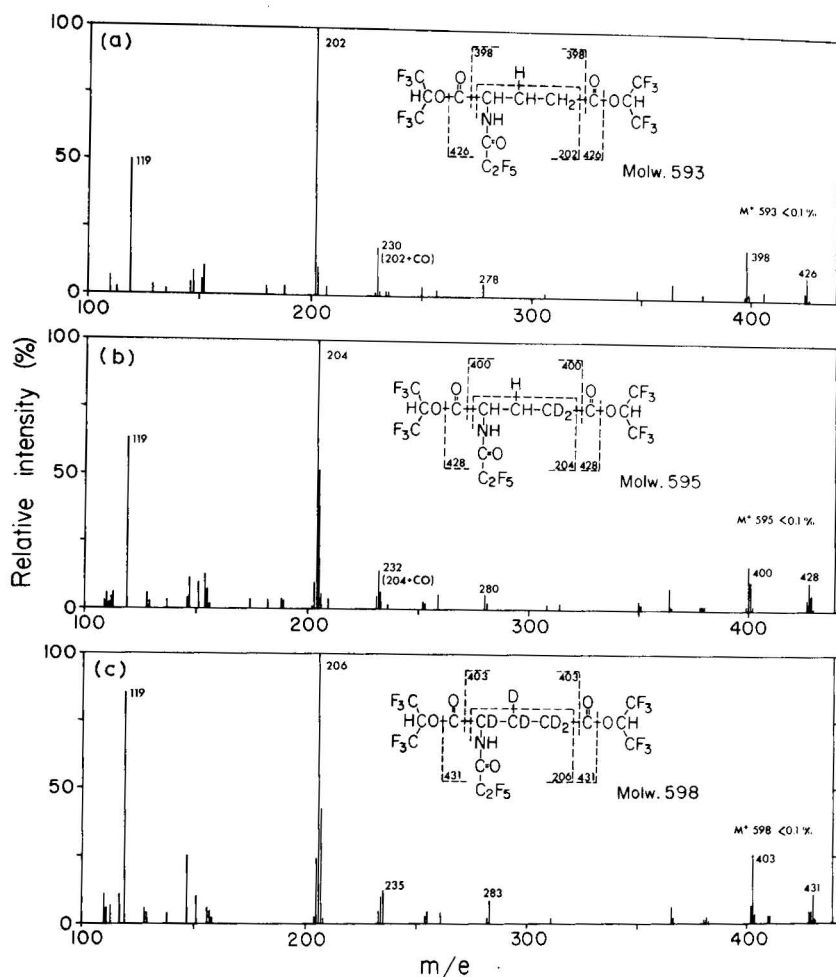 Relative intensity (%)
100
(a)
202
398
398
F₃C
O
H
O
CF₃
HCO-C-CH-CH-CH₂-C-OCH
F₃C
NH
CF₃
C=O
426
202
426
C₂F₅
Molw. 593
50
119
M⁺ 593 <0.1 %
230
(202+CO)
278
398
426
0
100
200
300
400
100
(b)
204
400
400
F₃C
O
H
O
CF₃
HCO-C-CH-CH-CD₂-C-OCH
F₃C
NH
CF₃
C=O
428
204
428
C₂F₅
Molw. 595
50
119
M⁺ 595 <0.1 %
232
(204+CO)
280
400
428
0
100
200
300
400
100
(c)
206
403
403
F₃C
O
D
O
CF₃
HCO-C-CD-CD-CD₂-C-OCH
F₃C
NH
CF₃
C=O
431
206
431
C₂F₅
Molw. 598
50
119
M⁺ 598 <0.1 %
235
283
403
431
0
100
200
300
400
m/e